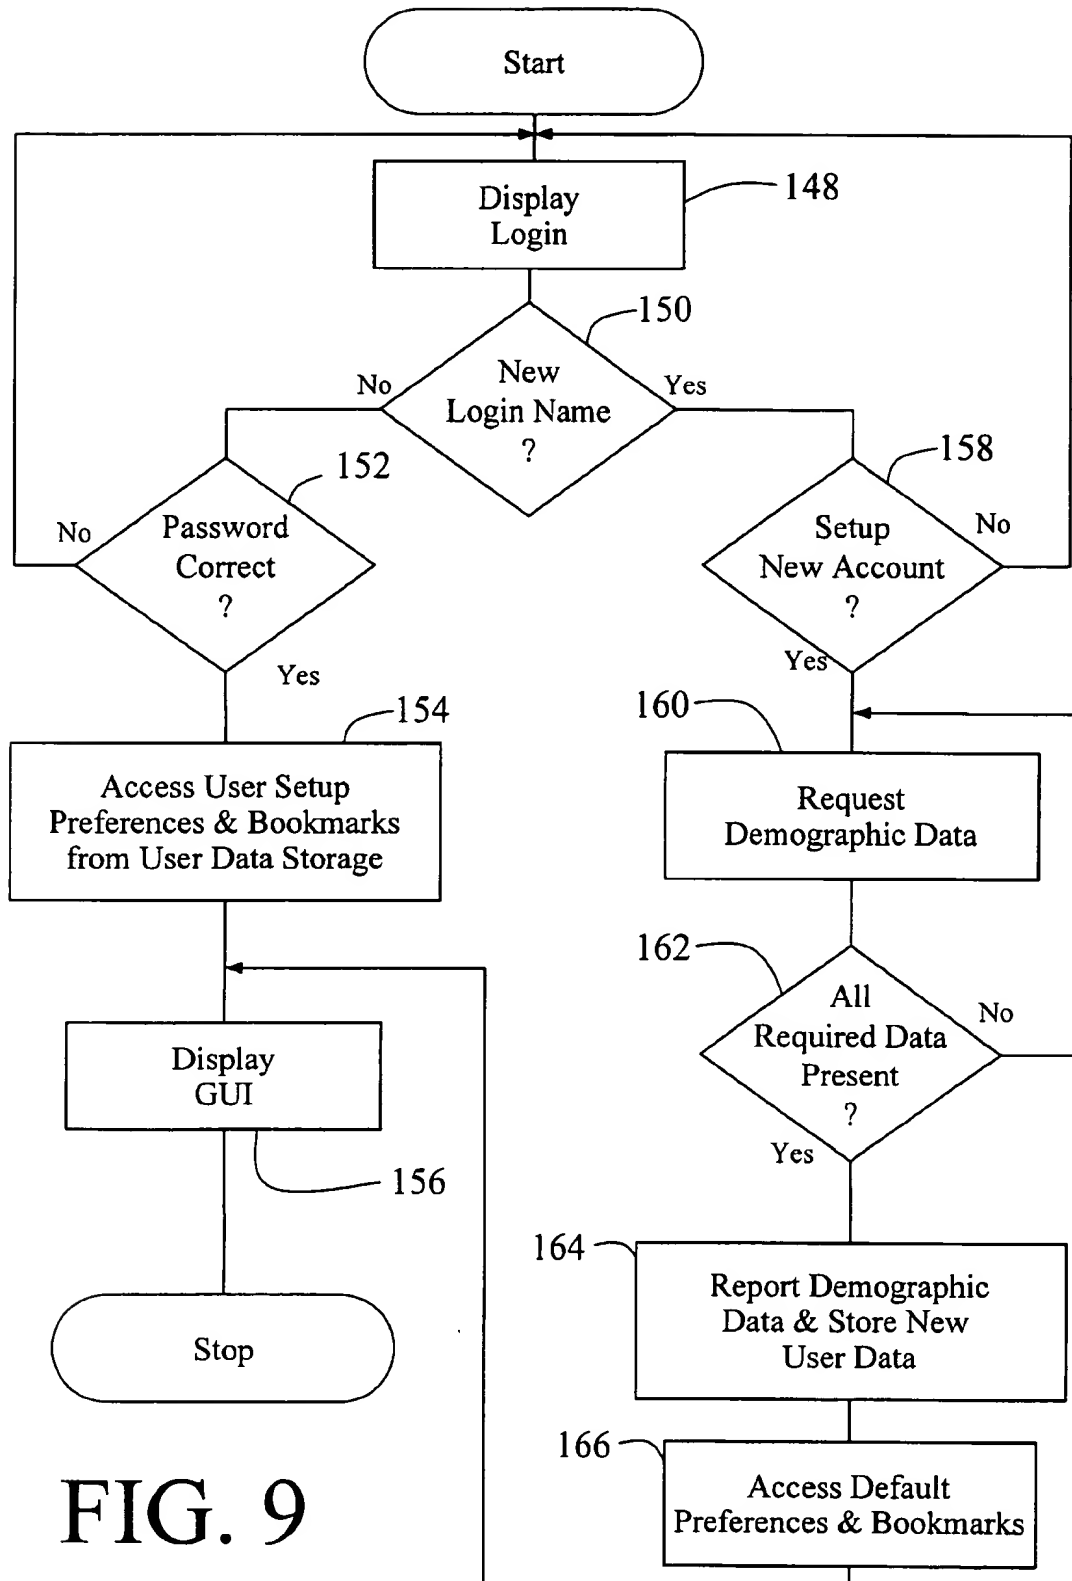 Start
148
Display
Login
150
New
Login Name
?
No
Yes
152
Password
Correct
?
No
Yes
158
Setup
New Account
?
No
Yes
154
Access User Setup
Preferences & Bookmarks
from User Data Storage
160
Request
Demographic Data
162
All
Required Data
Present
?
No
Yes
Display
GUI
156
Stop
164
Report Demographic
Data & Store New
User Data
166
Access Default
Preferences & Bookmarks
FIG. 9